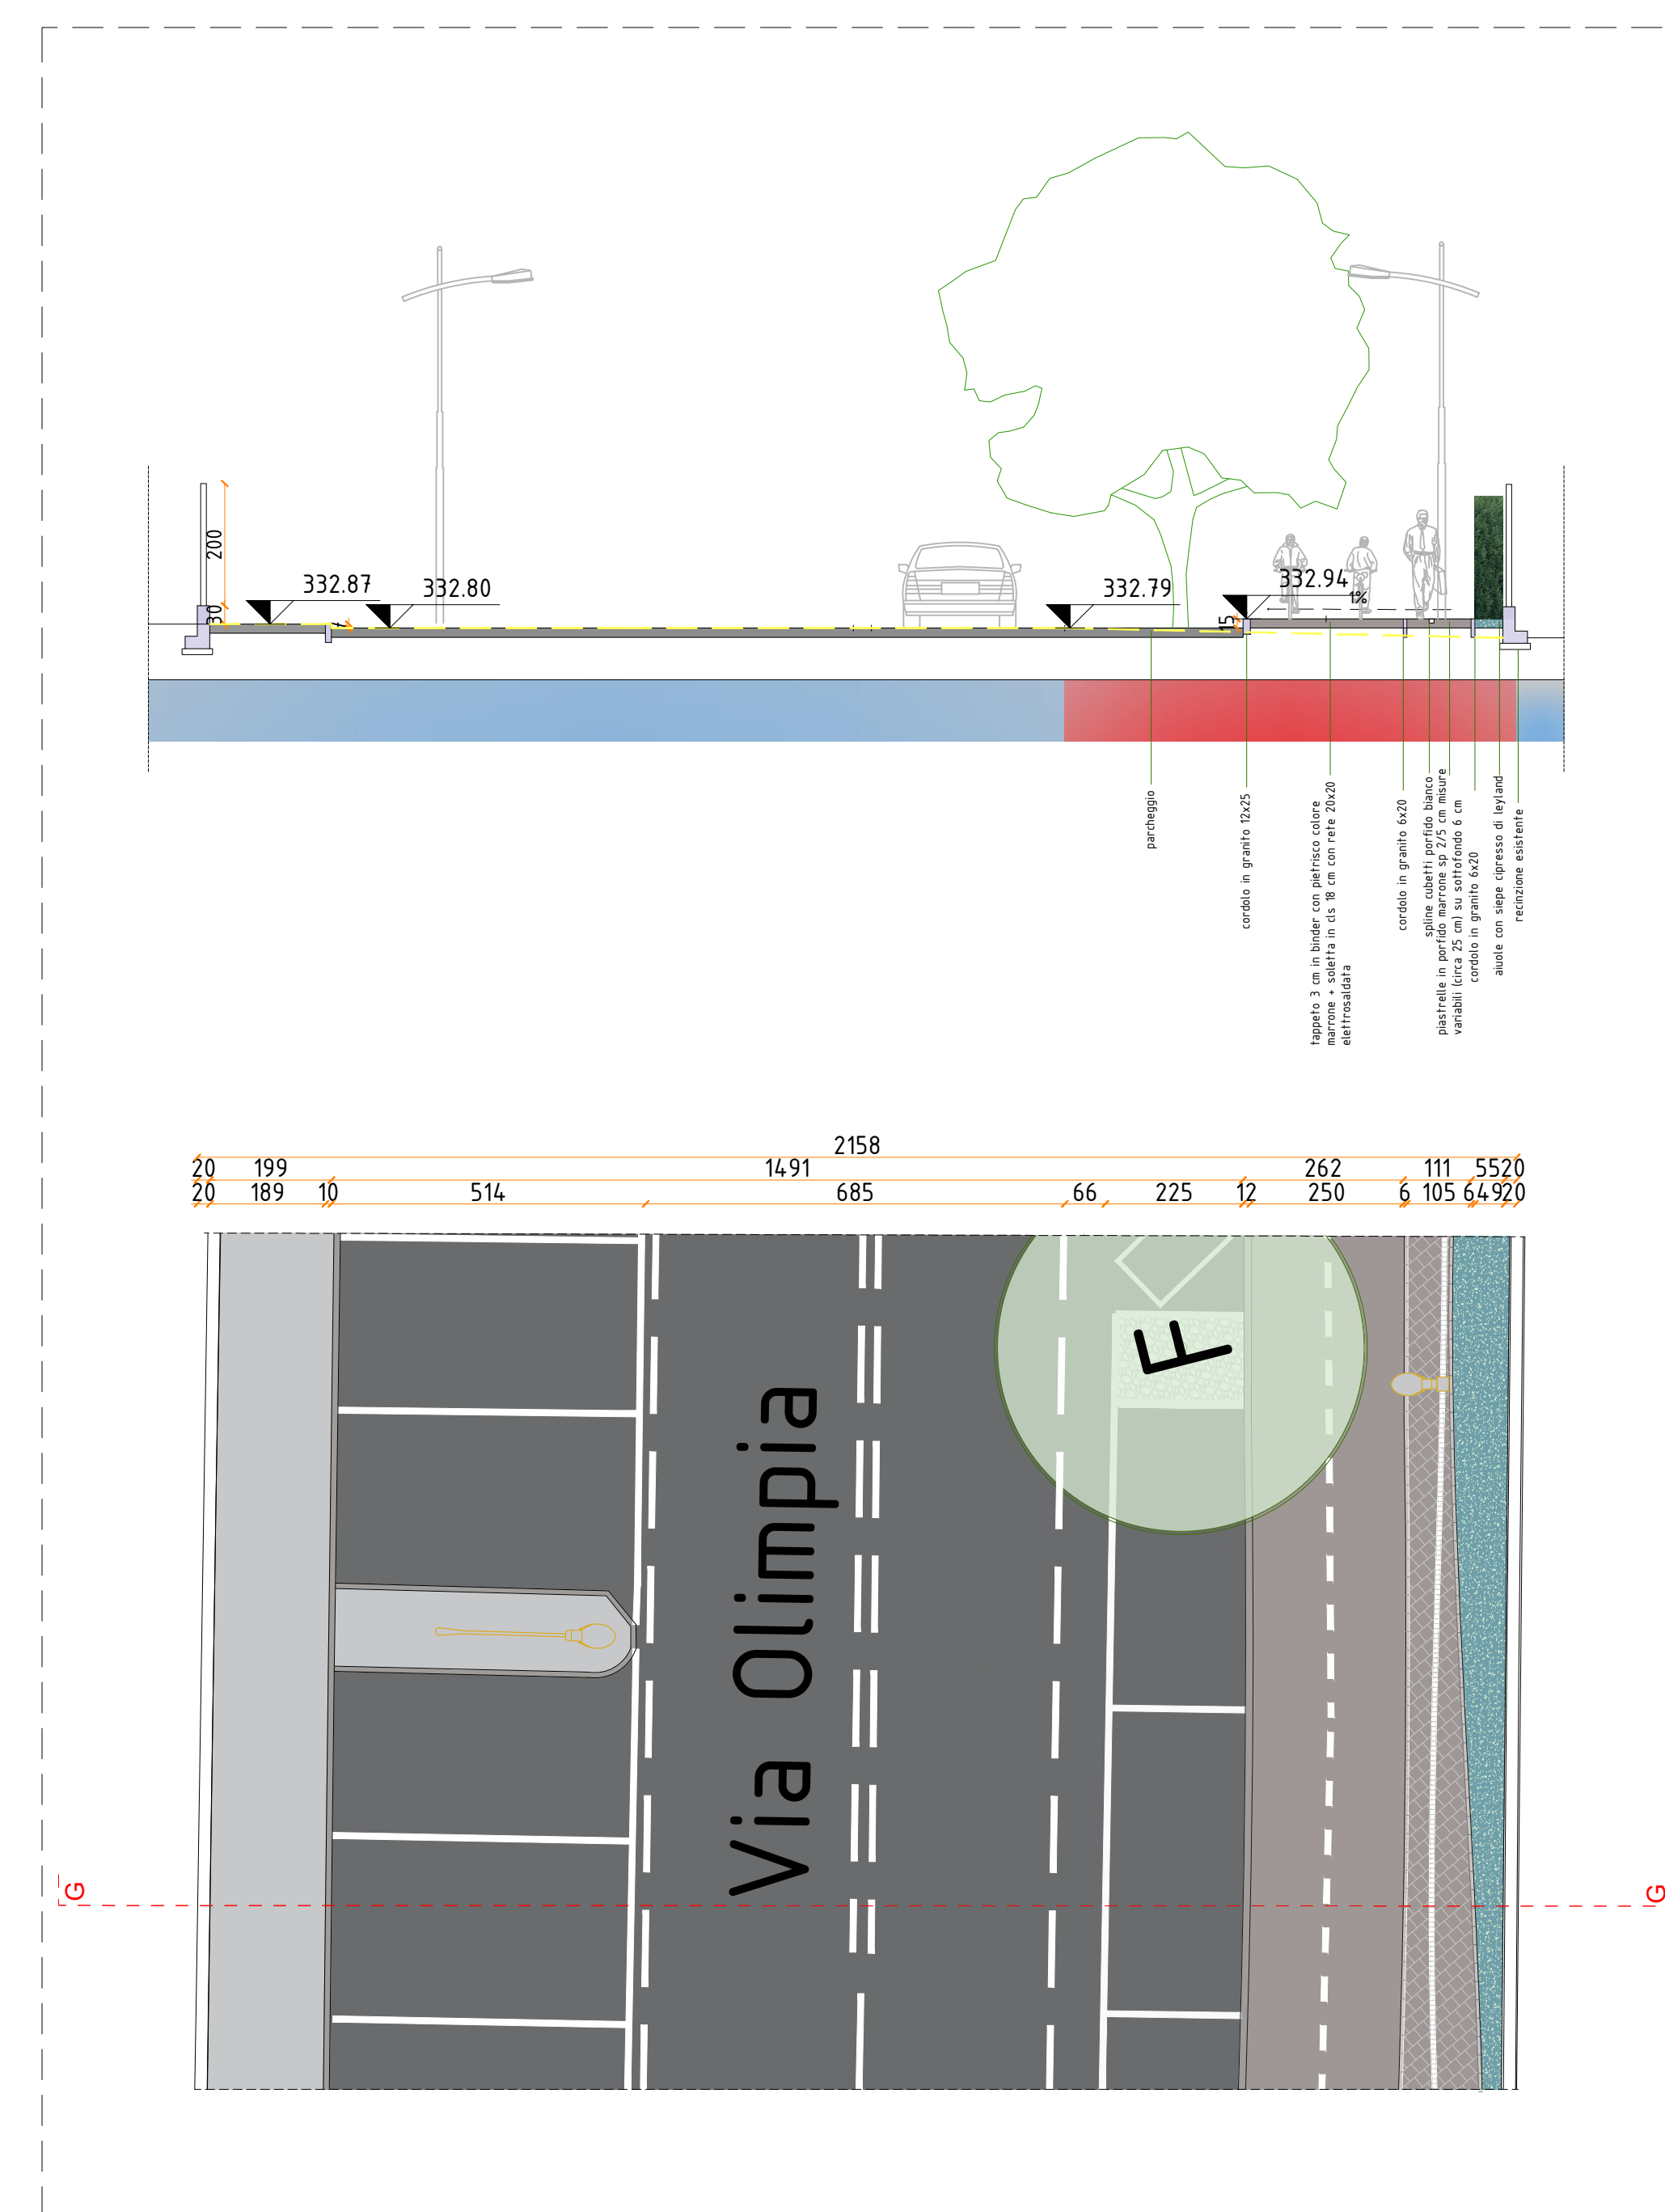 200
30
332.87
7
332.80
332.79
15
332.94
1%
parcheggio
cordolo in granito 12x25
tappeto 3 cm in binder con pietrisco colore
marrone + soletta in cls 18 cm con rete 20x20
elettrosaldata
cordolo in granito 6x20
spline cubetti porfido bianco
piastrelle in porfido marrone sp 2/5 cm misure
variabili (circa 25 cm) su sottofondo 6 cm
cordolo in granito 6x20
aiuole con siepe cipresso di leyland
recinzione esistente
2158
20 199 1491 262 111 55 20
20 189 10 514 685 66 225 12 250 6 105 6 49 20
F
Via Olimpia
G G